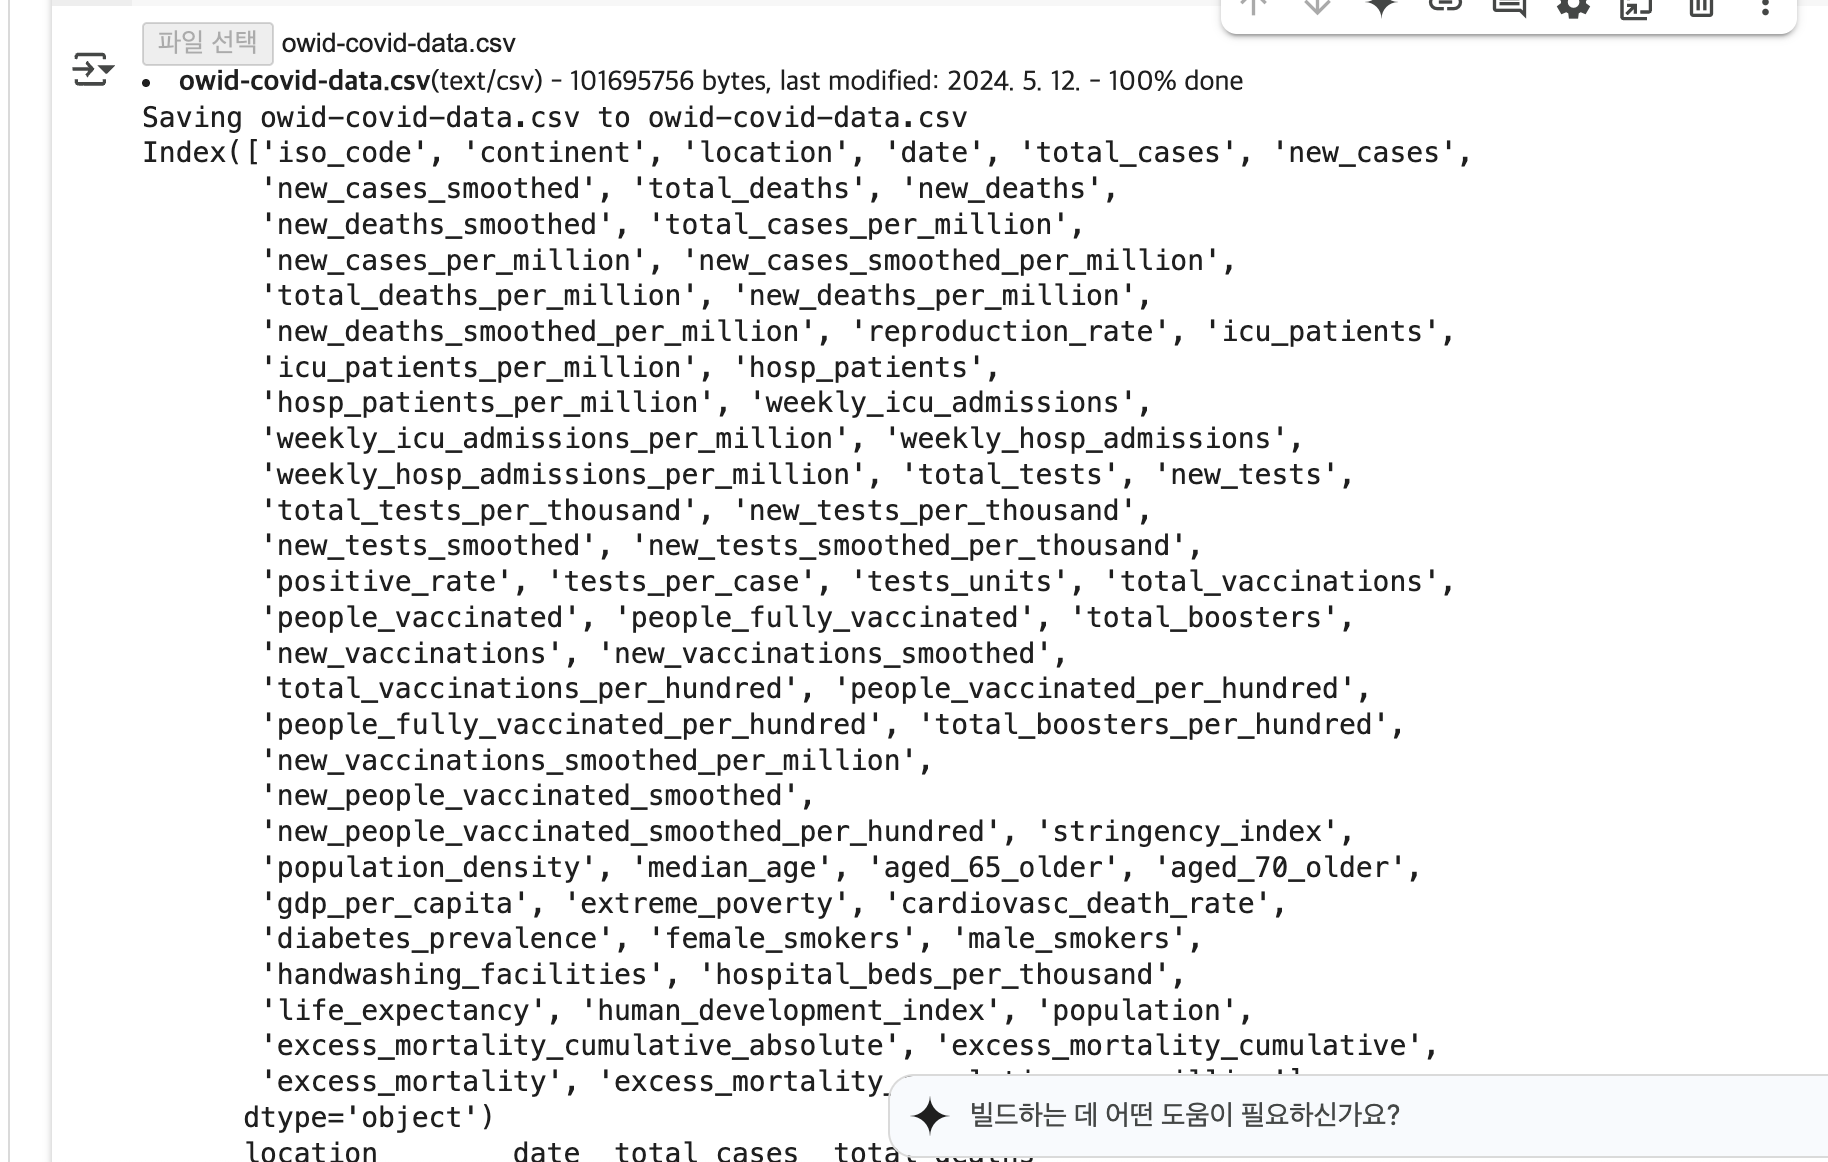 파일 선택 owid-covid-data.csv
• owid-covid-data.csv(text/csv) - 101695756 bytes, last modified: 2024. 5. 12. - 100% done
Saving owid-covid-data.csv to owid-covid-data.csv
Index(['iso_code', 'continent', 'location', 'date', 'total_cases', 'new_cases',
'new_cases_smoothed', 'total_deaths', 'new_deaths',
'new_deaths_smoothed', 'total_cases_per_million',
'new_cases_per_million', 'new_cases_smoothed_per_million',
'total_deaths_per_million', 'new_deaths_per_million',
'new_deaths_smoothed_per_million', 'reproduction_rate', 'icu_patients',
'icu_patients_per_million', 'hosp_patients',
'hosp_patients_per_million', 'weekly_icu_admissions',
'weekly_icu_admissions_per_million', 'weekly_hosp_admissions',
'weekly_hosp_admissions_per_million', 'total_tests', 'new_tests',
'total_tests_per_thousand', 'new_tests_per_thousand',
'new_tests_smoothed', 'new_tests_smoothed_per_thousand',
'positive_rate', 'tests_per_case', 'tests_units', 'total_vaccinations',
'people_vaccinated', 'people_fully_vaccinated', 'total_boosters',
'new_vaccinations', 'new_vaccinations_smoothed',
'total_vaccinations_per_hundred', 'people_vaccinated_per_hundred',
'people_fully_vaccinated_per_hundred', 'total_boosters_per_hundred',
'new_vaccinations_smoothed_per_million',
'new_people_vaccinated_smoothed',
'new_people_vaccinated_smoothed_per_hundred', 'stringency_index',
'population_density', 'median_age', 'aged_65_older', 'aged_70_older',
'gdp_per_capita', 'extreme_poverty', 'cardiovasc_death_rate',
'diabetes_prevalence', 'female_smokers', 'male_smokers',
'handwashing_facilities', 'hospital_beds_per_thousand',
'life_expectancy', 'human_development_index', 'population',
'excess_mortality_cumulative_absolute', 'excess_mortality_cumulative',
'excess_mortality', 'excess_mortality_
dtype='object')
빌드하는 데 어떤 도움이 필요하신가요?
location date total_cases